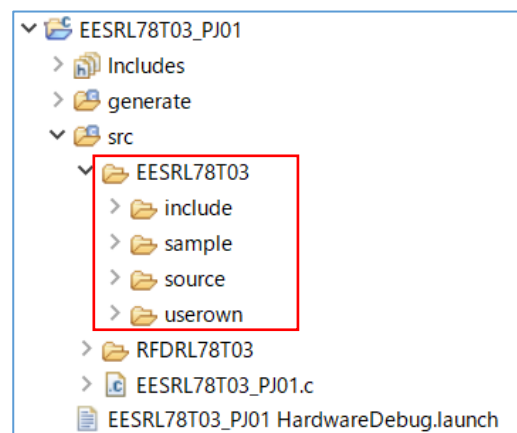 EESRL78T03_PJ01
Includes
generate
src
EESRL78T03
include
sample
source
userown
RFDRL78T03
EESRL78T03_PJ01.c
EESRL78T03_PJ01 HardwareDebug.launch